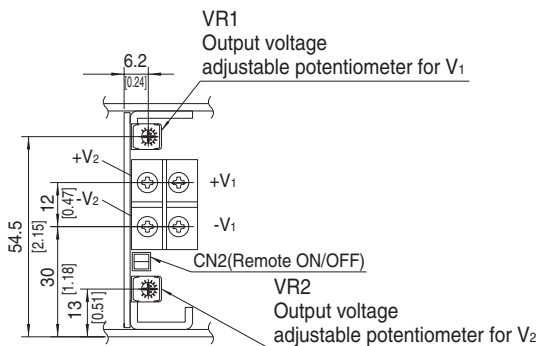 VR1
Output voltage
adjustable potentiometer for V1
6.2
[0.24]
+V2
+V1
-V2
-V1
12
[0.47]
54.5
[2.15]
30
[1.18]
13
[0.51]
CN2(Remote ON/OFF)
VR2
Output voltage
adjustable potentiometer for V2